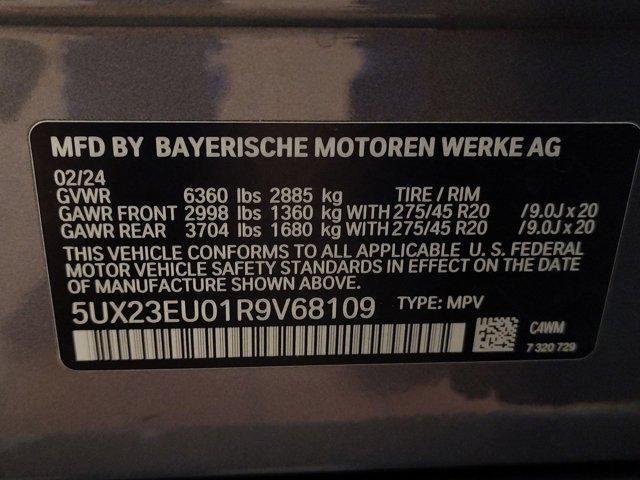 MFD BY BAYERISCHE MOTOREN WERKE AG
02/24
GVWR 6360 lbs 2885 kg TIRE / RIM
GAWR FRONT 2998 lbs 1360 kg WITH 275/45 R20 / 9.0J x 20
GAWR REAR 3704 lbs 1680 kg WITH 275/45 R20 / 9.0J x 20
THIS VEHICLE CONFORMS TO ALL APPLICABLE U. S. FEDERAL
MOTOR VEHICLE SAFETY STANDARDS IN EFFECT ON THE DATE
OF MANUFACTURE SHOWN ABOVE.
5UX23EU01R9V68109 TYPE: MPV
C4WM
7 320 729